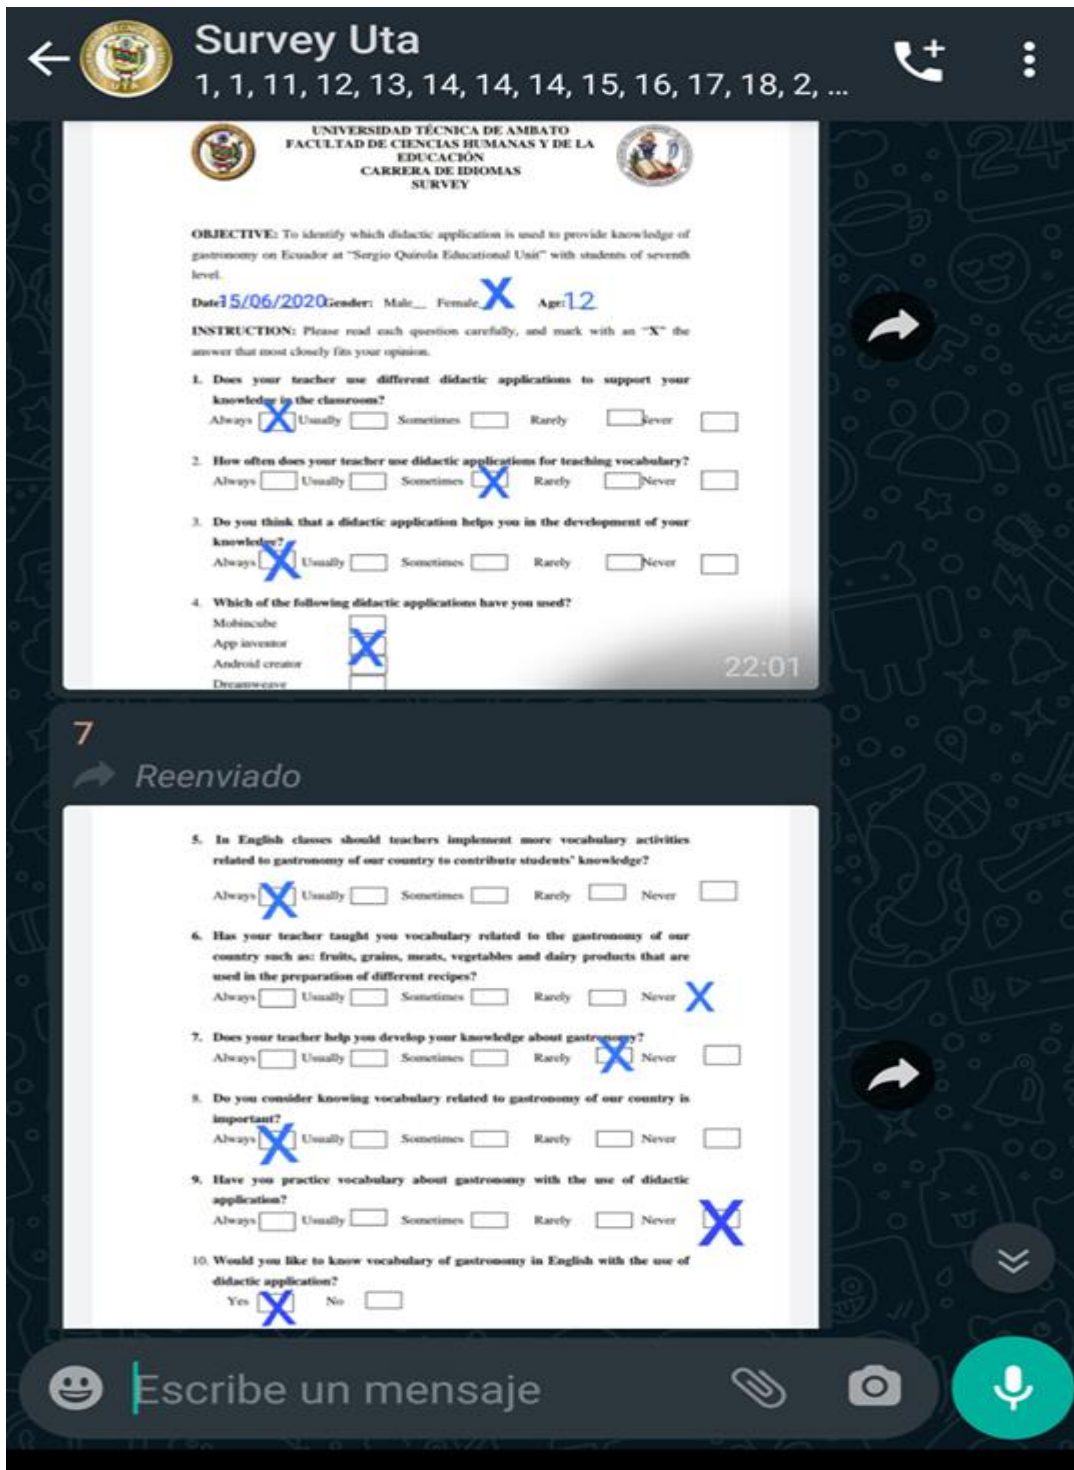 Survey Uta
1, 1, 11, 12, 13, 14, 14, 14, 15, 16, 17, 18, 2, ...
UNIVERSIDAD TÉCNICA DE AMBATO
FACULTAD DE CIENCIAS HUMANAS Y DE LA
EDUCACIÓN
CARRERA DE IDIOMAS
SURVEY
OBJECTIVE: To identify which didactic application is used to provide knowledge of
gastronomy on Ecuador at "Sergio Quirola Educational Unit" with students of seventh
level.
Date: 15/06/2020 Gender: Male__ Female X Age: 12
INSTRUCTION: Please read each question carefully, and mark with an "X" the
answer that most closely fits your opinion.
1. Does your teacher use different didactic applications to support your
knowledge in the classroom?
Always X Usually Sometimes Rarely Never
2. How often does your teacher use didactic applications for teaching vocabulary?
Always Usually Sometimes X Rarely Never
3. Do you think that a didactic application helps you in the development of your
knowledge?
Always X Usually Sometimes Rarely Never
4. Which of the following didactic applications have you used?
Mobincube
App inventor X
Android creator
Dreamweave
22:01
7
Reenviado
5. In English classes should teachers implement more vocabulary activities
related to gastronomy of our country to contribute students' knowledge?
Always X Usually Sometimes Rarely Never
6. Has your teacher taught you vocabulary related to the gastronomy of our
country such as: fruits, grains, meats, vegetables and dairy products that are
used in the preparation of different recipes?
Always Usually Sometimes Rarely Never X
7. Does your teacher help you develop your knowledge about gastronomy?
Always Usually Sometimes Rarely X Never
8. Do you consider knowing vocabulary related to gastronomy of our country is
important?
Always X Usually Sometimes Rarely Never
9. Have you practice vocabulary about gastronomy with the use of didactic
application?
Always Usually Sometimes Rarely Never X
10. Would you like to know vocabulary of gastronomy in English with the use of
didactic application?
Yes X No
Escribe un mensaje